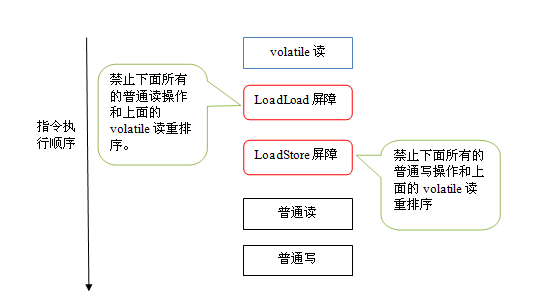 volatile 读
禁止下面所有
的普通读操作
和上面的
volatile 读重排
序。
LoadLoad 屏障
指令执
行顺序
LoadStore 屏障
禁止下面所有的
普通写操作和上
面的 volatile 读
重排序
普通读
普通写